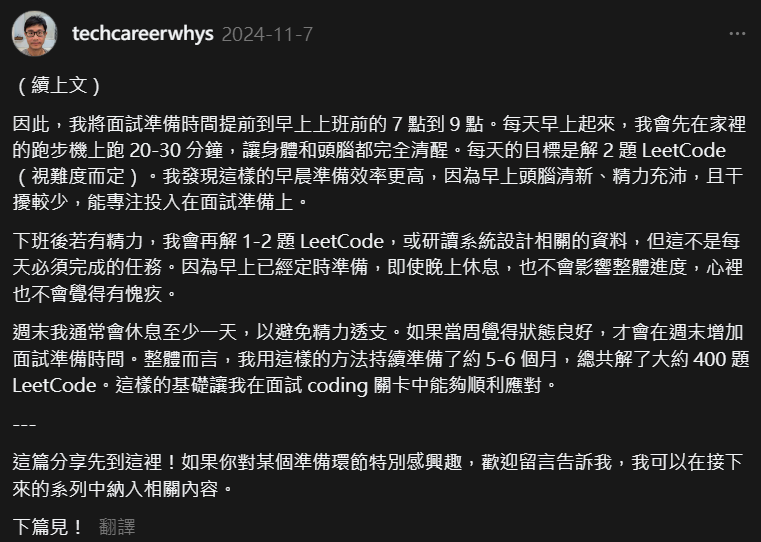 techcareerwhys 2024-11-7
（續上文）
因此，我將面試準備時間提前到早上上班前的 7 點到 9 點。每天早上起來，我會先在家裡
的跑步機上跑 20-30 分鐘，讓身體和頭腦都完全清醒。每天的目標是解 2 題 LeetCode
（視難度而定）。我發現這樣的早晨準備效率更高，因為早上頭腦清新、精力充沛，且干
擾較少，能專注投入在面試準備上。
下班後若有精力，我會再解 1-2 題 LeetCode，或研讀系統設計相關的資料，但這不是每
天必須完成的任務。因為早上已經定時準備，即使晚上休息，也不會影響整體進度，心裡
也不會覺得有愧疚。
週末我通常會休息至少一天，以避免精力透支。如果當周覺得狀態良好，才會在週末增加
面試準備時間。整體而言，我用這樣的方法持續準備了約 5-6 個月，總共解了大約 400 題
LeetCode。這樣的基礎讓我在面試 coding 關卡中能夠順利應對。
---
這篇分享先到這裡！如果你對某個準備環節特別感興趣，歡迎留言告訴我，我可以在接下
來的系列中納入相關內容。
下篇見！ 翻譯